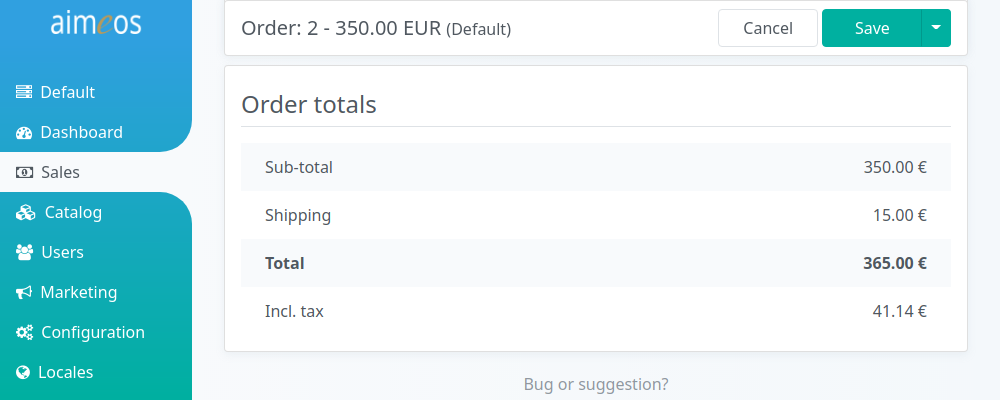 aimeos
Default
Dashboard
Sales
Catalog
Users
Marketing
Configuration
Locales
Order: 2 - 350.00 EUR (Default)
Cancel
Save
Order totals
Sub-total 350.00 €
Shipping 15.00 €
Total 365.00 €
Incl. tax 41.14 €
Bug or suggestion?